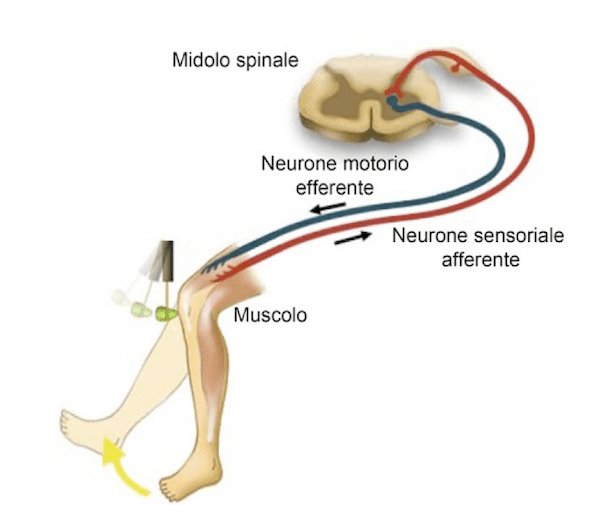 Midolo spinale
Neurone motorio
efferente
Neurone sensoriale
afferente
Muscolo